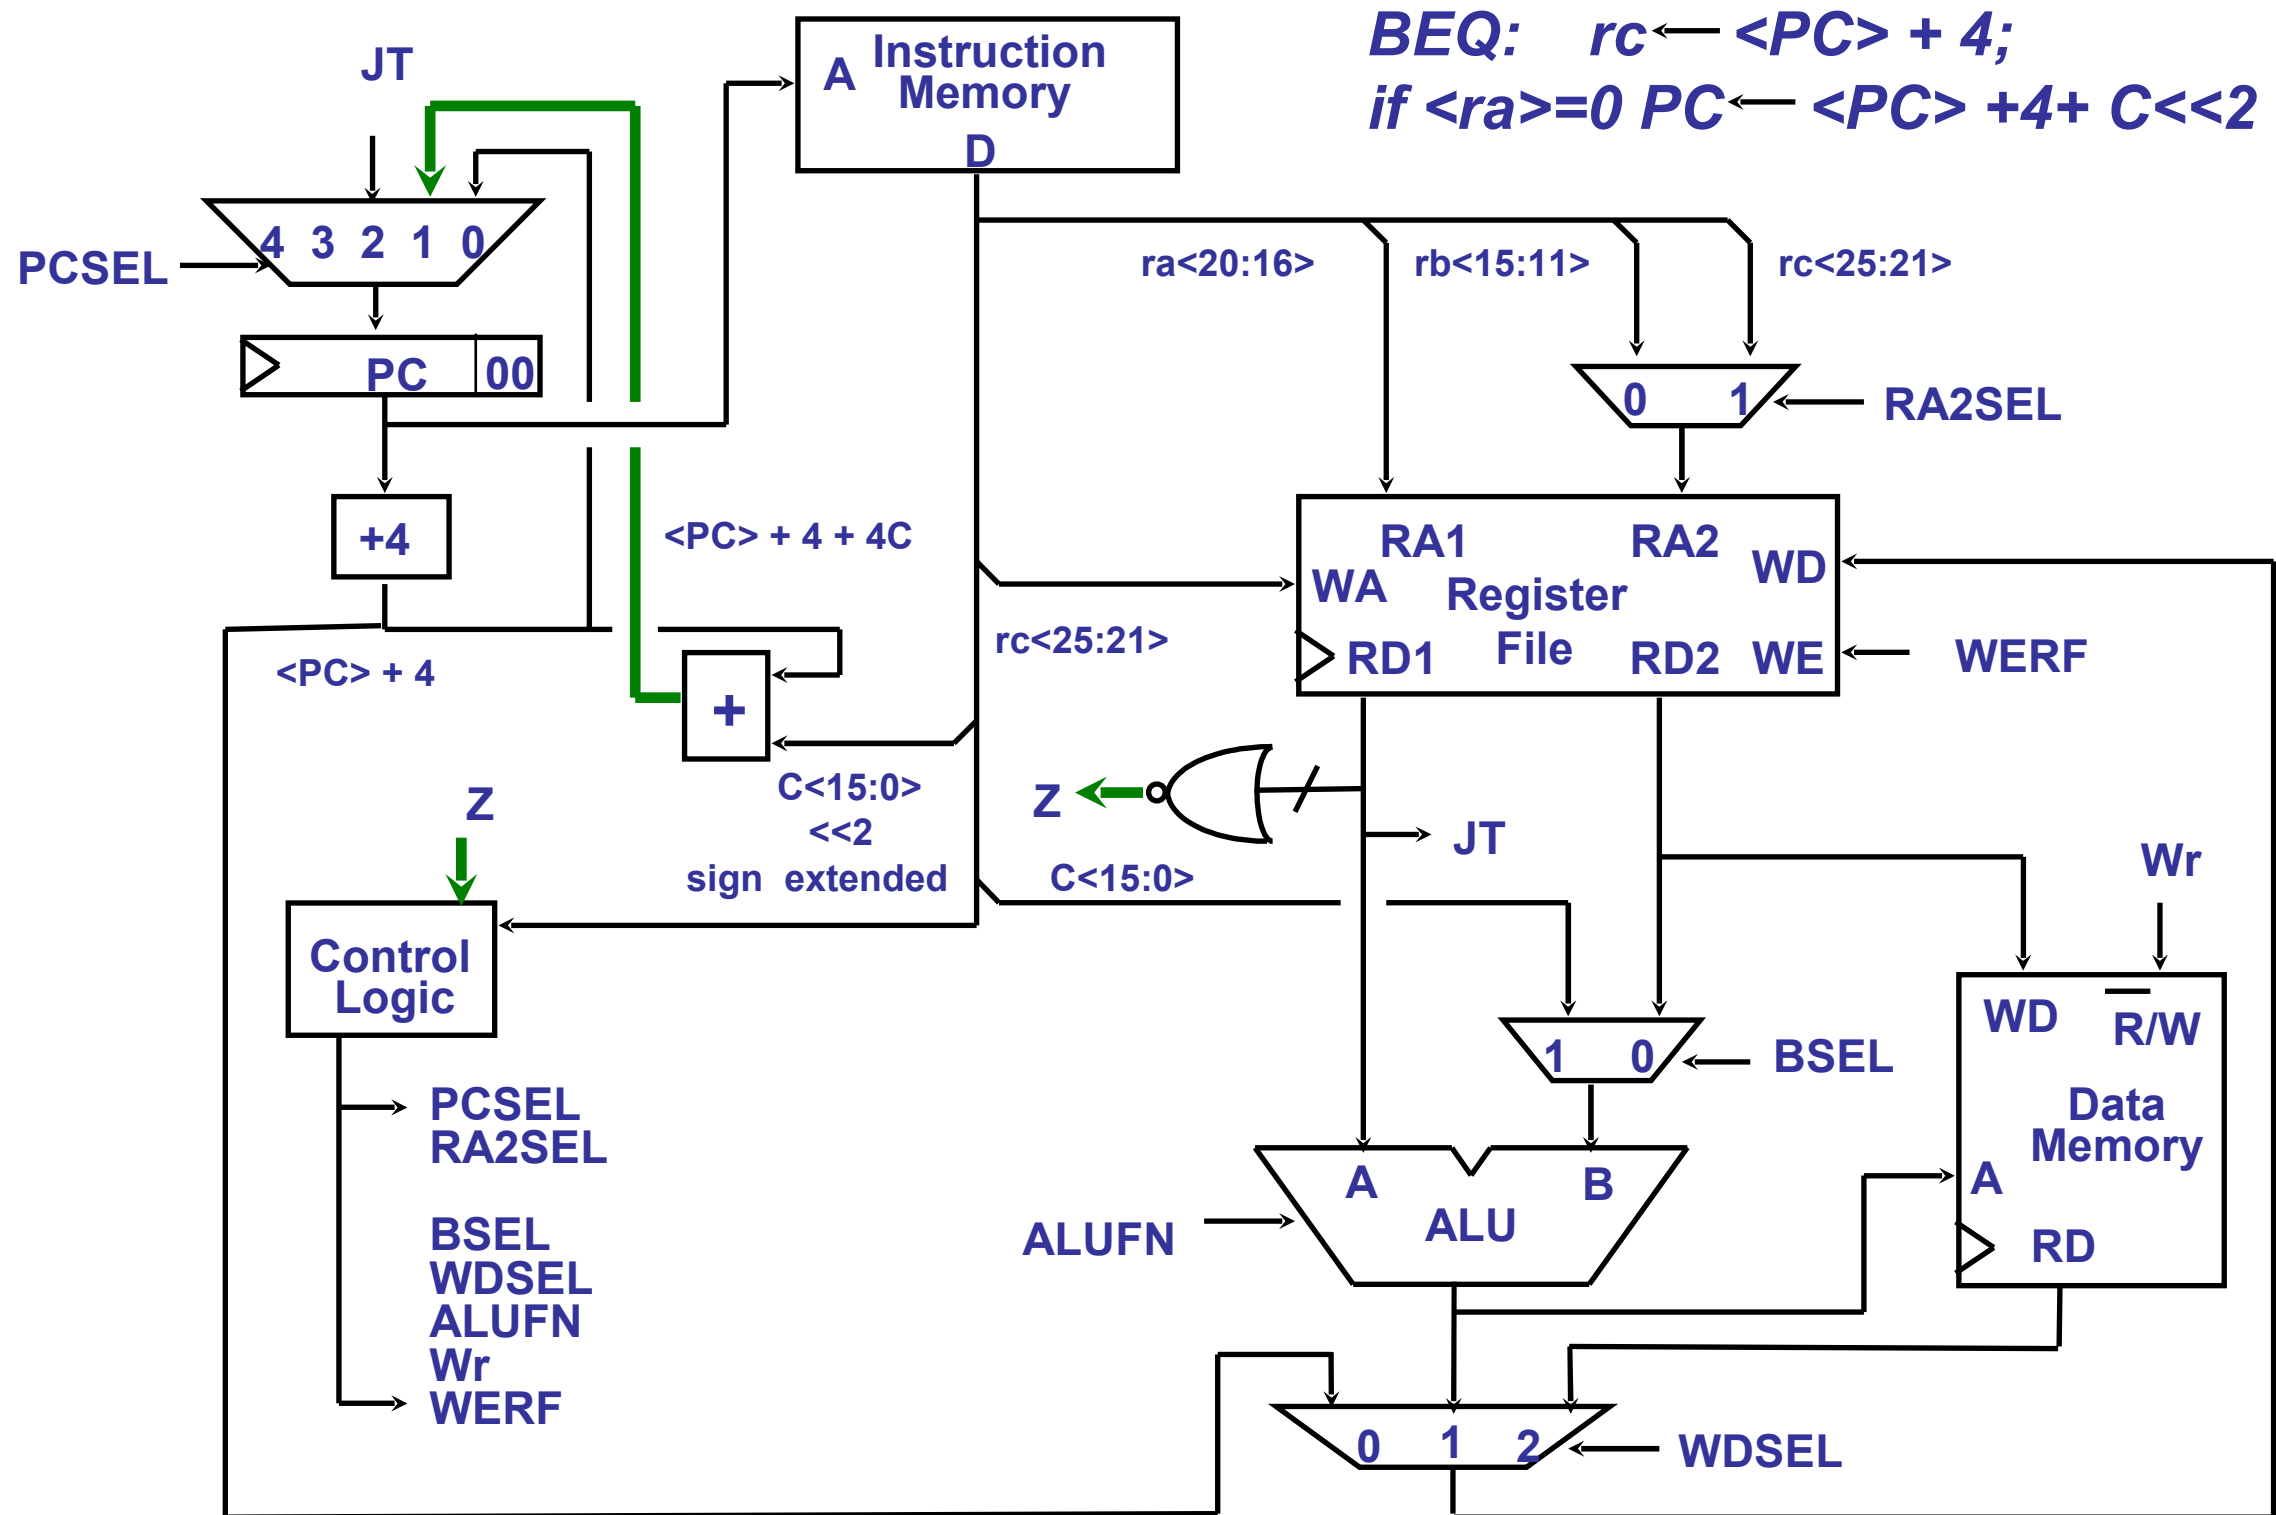 BEQ: rc <PC> + 4;
if <ra>=0 PC <PC> +4+ C<<2
JT
A Instruction
Memory
D
4 3 2 1 0
PCSEL
ra<20:16>
rb<15:11>
rc<25:21>
PC 00
0 1
RA2SEL
+4
<PC> + 4 + 4C
RA1 RA2
WA WD
Register
File
RD1 RD2 WE
WERF
rc<25:21>
<PC> + 4
+
C<15:0>
<<2
sign extended
Z
Z
JT
C<15:0>
Wr
Control
Logic
WD R/W
Data
Memory
A
RD
1 0
BSEL
PCSEL
RA2SEL
BSEL
WDSEL
ALUFN
Wr
WERF
A B
ALU
ALUFN
0 1 2
WDSEL